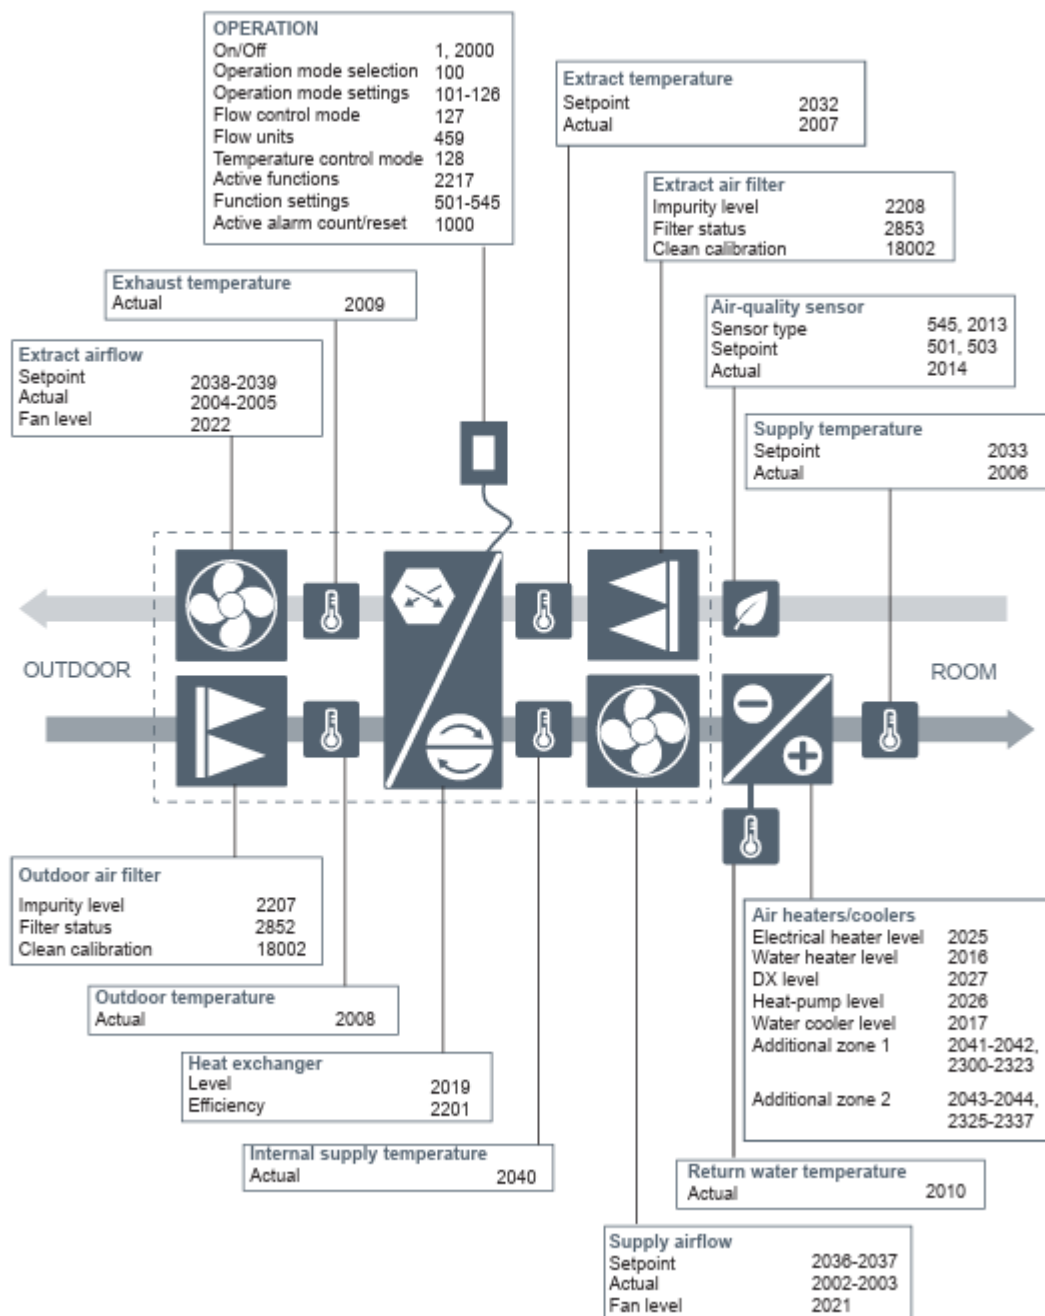 OPERATION
On/Off 1, 2000
Operation mode selection 100
Operation mode settings 101-126
Flow control mode 127
Flow units 459
Temperature control mode 128
Active functions 2217
Function settings 501-545
Active alarm count/reset 1000
Extract temperature
Setpoint 2032
Actual 2007
Extract air filter
Impurity level 2208
Filter status 2853
Clean calibration 18002
Exhaust temperature
Actual 2009
Air-quality sensor
Sensor type 545, 2013
Setpoint 501, 503
Actual 2014
Extract airflow
Setpoint 2038-2039
Actual 2004-2005
Fan level 2022
Supply temperature
Setpoint 2033
Actual 2006
OUTDOOR
ROOM
Outdoor air filter
Impurity level 2207
Filter status 2852
Clean calibration 18002
Air heaters/coolers
Electrical heater level 2025
Water heater level 2016
DX level 2027
Heat-pump level 2026
Water cooler level 2017
Additional zone 1 2041-2042,
2300-2323
Additional zone 2 2043-2044,
2325-2337
Outdoor temperature
Actual 2008
Heat exchanger
Level 2019
Efficiency 2201
Internal supply temperature
Actual 2040
Return water temperature
Actual 2010
Supply airflow
Setpoint 2036-2037
Actual 2002-2003
Fan level 2021